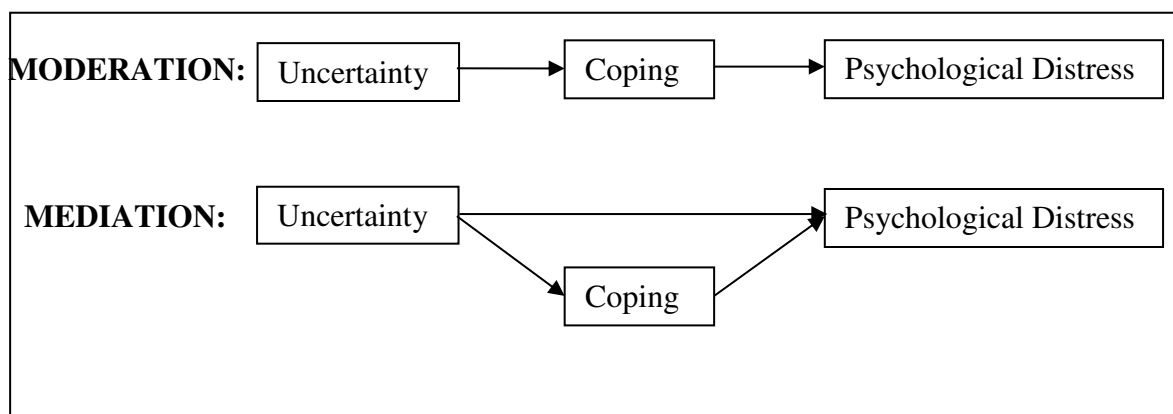 MODERATION: Uncertainty Coping Psychological Distress
MEDIATION: Uncertainty Psychological Distress
Coping